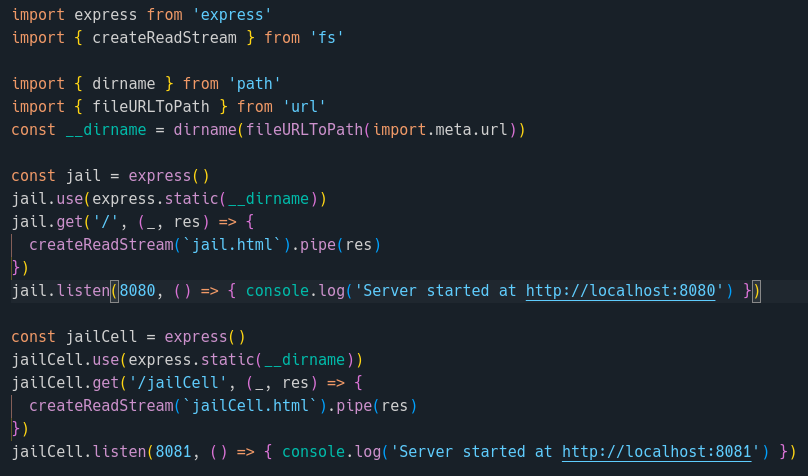 import express from 'express'
import { createReadStream } from 'fs'
import { dirname } from 'path'
import { fileURLToPath } from 'url'
const __dirname = dirname(fileURLToPath(import.meta.url))
const jail = express()
jail.use(express.static(__dirname))
jail.get('/', (_, res) => {
  createReadStream(`jail.html`).pipe(res)
})
jail.listen(8080, () => { console.log('Server started at http://localhost:8080') })
const jailCell = express()
jailCell.use(express.static(__dirname))
jailCell.get('/jailCell', (_, res) => {
  createReadStream(`jailCell.html`).pipe(res)
})
jailCell.listen(8081, () => { console.log('Server started at http://localhost:8081') })